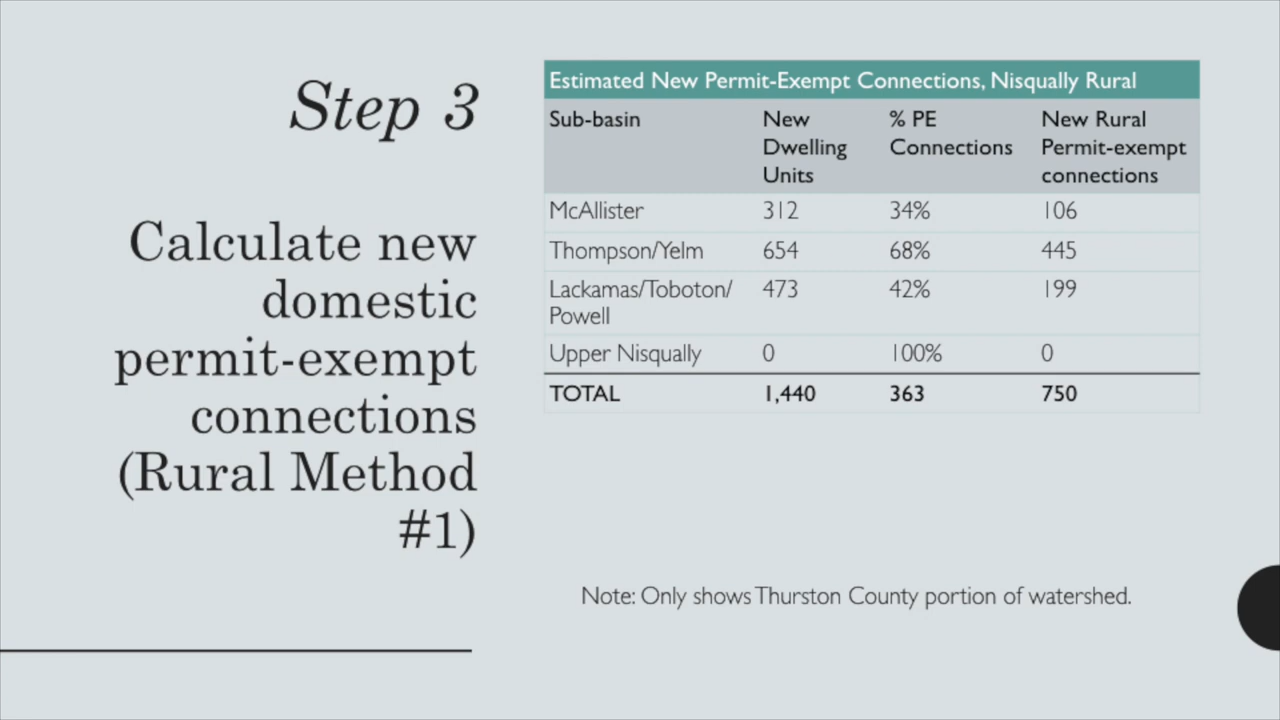 Step 3
Calculate new
domestic
permit-exempt
connections
(Rural Method
#1)
Estimated New Permit-Exempt Connections, Nisqually Rural
Sub-basin New Dwelling Units % PE Connections New Rural Permit-exempt connections
McAllister 312 34% 106
Thompson/Yelm 654 68% 445
Lackamas/Toboton/ Powell 473 42% 199
Upper Nisqually 0 100% 0
TOTAL 1,440 363 750
Note: Only shows Thurston County portion of watershed.